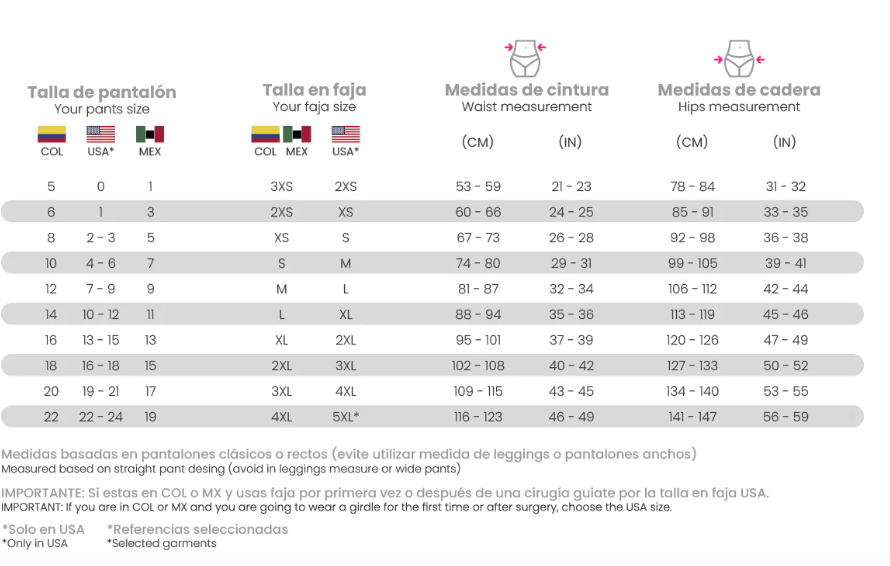 Talla de pantalón Talla en faja Medidas de cintura Medidas de cadera
Your pants size Your faja size Waist measurement Hips measurement
COL USA* MEX COL MEX USA* (CM) (IN) (CM) (IN)
5 0 1 3XS 2XS 53 - 59 21 - 23 78 - 84 31 - 32
6 1 3 2XS XS 60 - 66 24 - 25 85 - 91 33 - 35
8 2 - 3 5 XS S 67 - 73 26 - 28 92 - 98 36 - 38
10 4 - 6 7 S M 74 - 80 29 - 31 99 - 105 39 - 41
12 7 - 9 9 M L 81 - 87 32 - 34 106 - 112 42 - 44
14 10 - 12 11 L XL 88 - 94 35 - 36 113 - 119 45 - 46
16 13 - 15 13 XL 2XL 95 - 101 37 - 39 120 - 126 47 - 49
18 16 - 18 15 2XL 3XL 102 - 108 40 - 42 127 - 133 50 - 52
20 19 - 21 17 3XL 4XL 109 - 115 43 - 45 134 - 140 53 - 55
22 22 - 24 19 4XL 5XL* 116 - 123 46 - 49 141 - 147 56 - 59
Medidas basadas en pantalones clásicos o rectos (evite utilizar medida de leggings o pantalones anchos)
Measured based on straight pant desing (avoid in leggings measure or wide pants)
IMPORTANTE: Si estas en COL o MX y usas faja por primera vez o después de una cirugía guiate por la talla en faja USA.
IMPORTANT: If you are in COL or MX and you are going to wear a girdle for the first time or after surgery, choose the USA size.
*Solo en USA *Referencias seleccionadas
*Only in USA *Selected garments